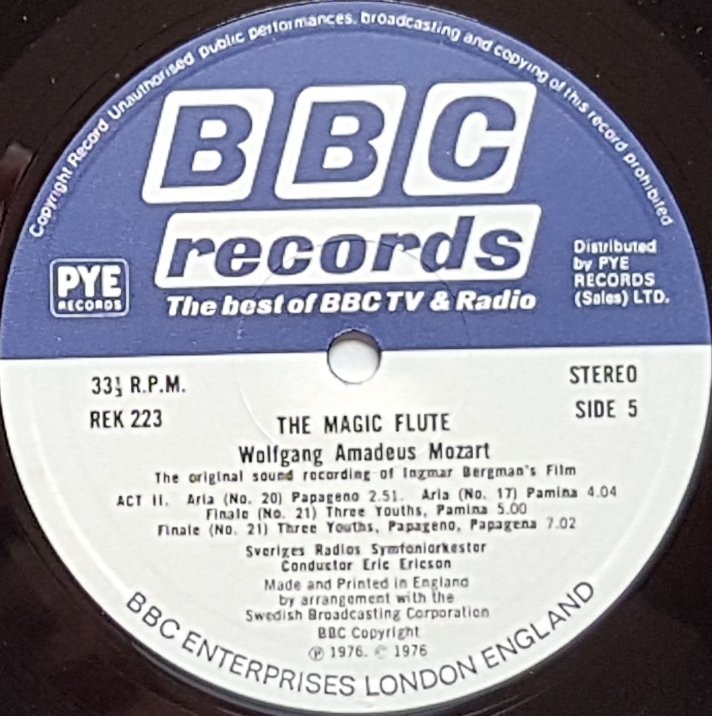 Copyright Record. Unauthorised public performances, broadcasting and copying of this record prohibited
BBC
records
The best of BBC TV & Radio
PYE
RECORDS
Distributed
by PYE
RECORDS
(Sales) LTD.
33⅓ R.P.M.
REK 223
STEREO
SIDE 5
THE MAGIC FLUTE
Wolfgang Amadeus Mozart
The original sound recording of Ingmar Bergman's Film
ACT II. Aria (No. 20) Papageno 2.51. Aria (No. 17) Pamina 4.04
Finale (No. 21) Three Youths, Pamina 5.00
Finale (No. 21) Three Youths, Papageno, Papagena 7.02
Sveriges Radios Symfoniorkester
Conductor Eric Ericson
Made and Printed in England
by arrangement with the
Swedish Broadcasting Corporation
BBC Copyright
℗ 1976. © 1976
BBC ENTERPRISES LONDON ENGLAND